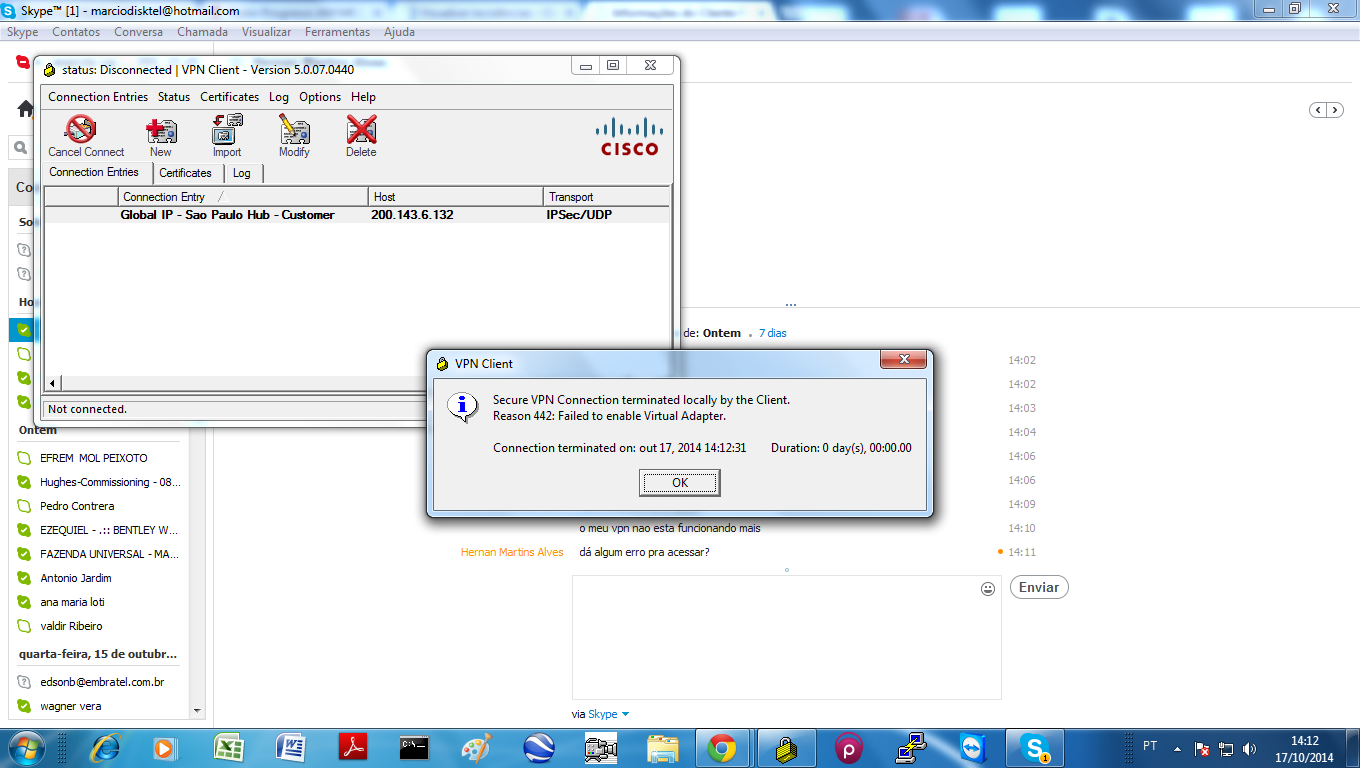 Skype™ [1] - marciodisktel@hotmail.com
Skype Contatos Conversa Chamada Visualizar Ferramentas Ajuda
status: Disconnected | VPN Client - Version 5.0.07.0440
Connection Entries Status Certificates Log Options Help
Cancel Connect New Import Modify Delete
CISCO
Connection Entries Certificates Log
Connection Entry Host Transport
Global IP - Sao Paulo Hub - Customer 200.143.6.132 IPSec/UDP
Not connected.
Co
So
Ho
de: Ontem . 7 dias
14:02
14:02
14:03
14:04
14:06
14:06
14:09
VPN Client
Secure VPN Connection terminated locally by the Client.
Reason 442: Failed to enable Virtual Adapter.
Connection terminated on: out 17, 2014 14:12:31 Duration: 0 day(s), 00:00.00
OK
o meu vpn nao esta funcionando mais 14:10
Hernan Martins Alves dá algum erro pra acessar? 14:11
Enviar
via Skype
Ontem
EFREM MOL PEIXOTO
Hughes-Commissioning - 08...
Pedro Contrera
EZEQUIEL - .:: BENTLEY W...
FAZENDA UNIVERSAL - MA...
Antonio Jardim
ana maria loti
valdir Ribeiro
quarta-feira, 15 de outubr...
edsonb@embratel.com.br
wagner vera
PT 14:12
17/10/2014